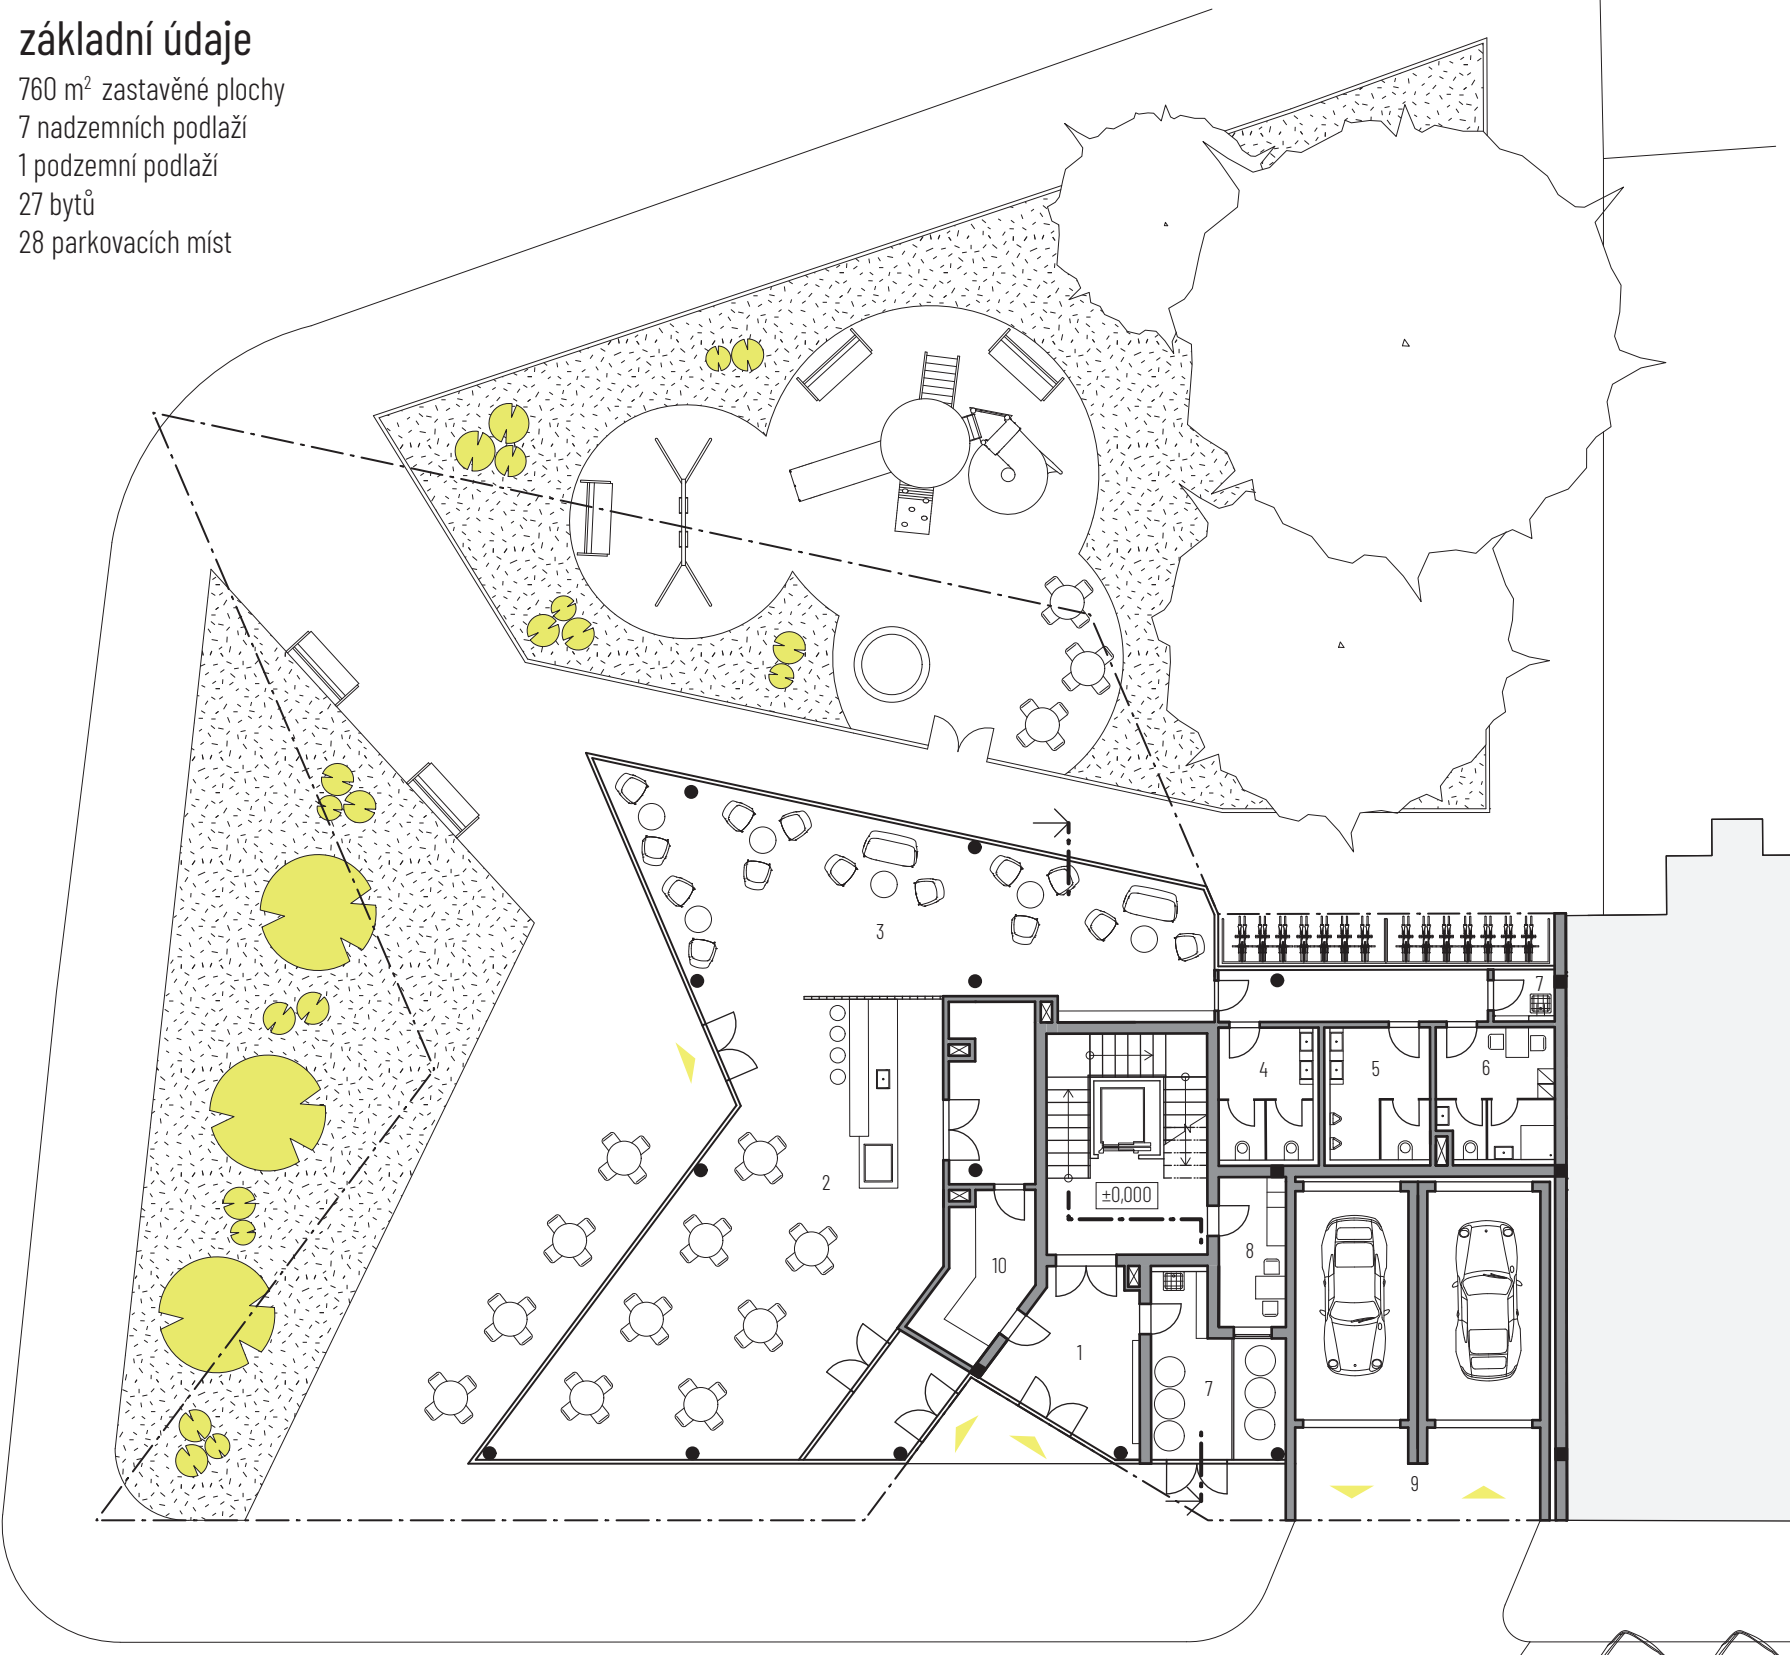 základní údaje
760 m² zastavěné plochy
7 nadzemních podlaží
1 podzemní podlaží
27 bytů
28 parkovacích míst
3
7
4
5
6
2
±0,000
8
10
1
7
9